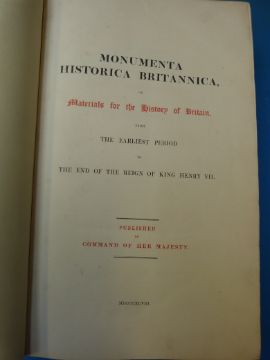 MONUMENTA
HISTORICA BRITANNICA,
OR
Materials for the History of Britain,
FROM
THE EARLIEST PERIOD
TO
THE END OF THE REIGN OF KING HENRY VII.
PUBLISHED
BY
COMMAND OF HER MAJESTY.